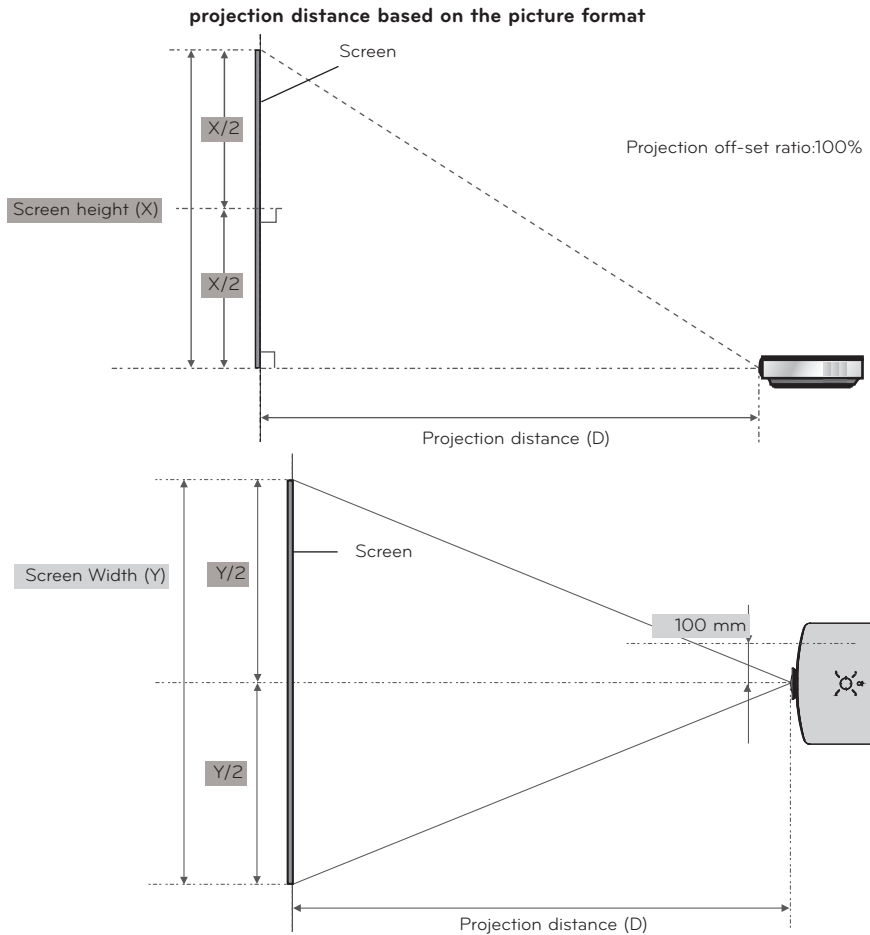 projection distance based on the picture format
Screen
X/2
Projection off-set ratio:100%
Screen height (X)
X/2
Projection distance (D)
Screen
Screen Width (Y)
Y/2
100 mm
Y/2
Projection distance (D)